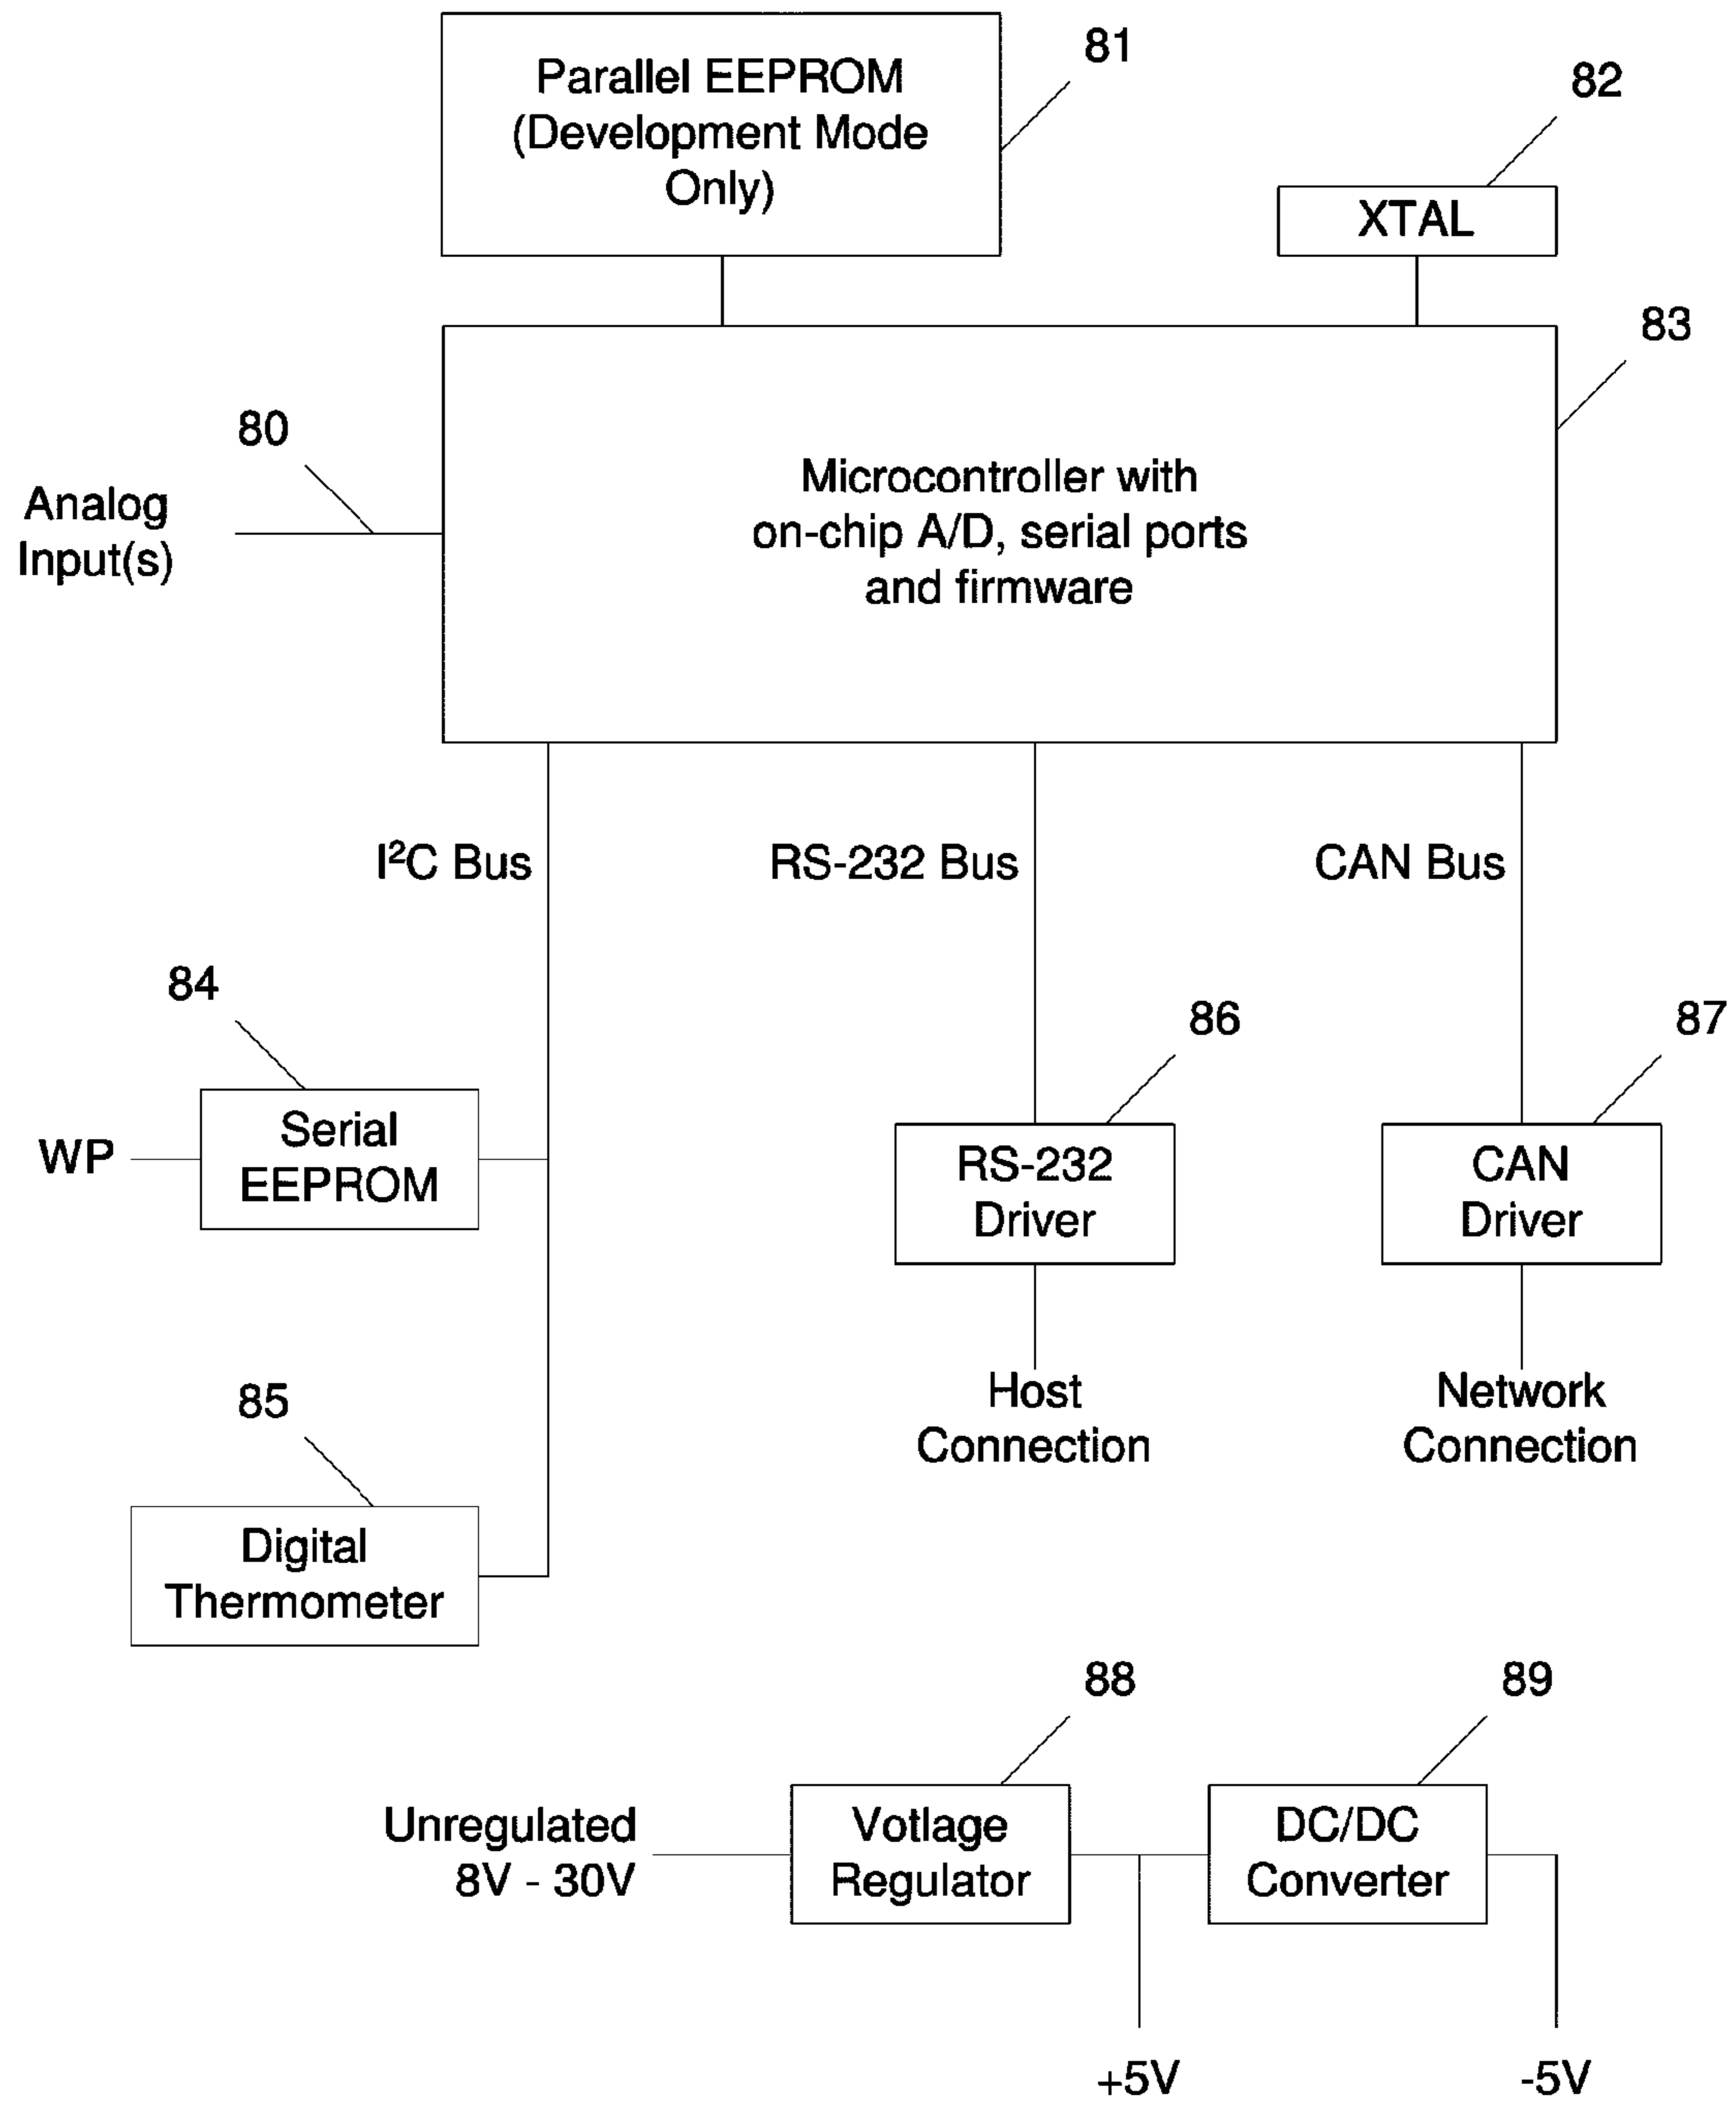 Parallel EEPROM
(Development Mode
Only)
81
82
XTAL
83
80
Analog
Input(s)
Microcontroller with
on-chip A/D, serial ports
and firmware
I²C Bus
RS-232 Bus
CAN Bus
84
WP
Serial
EEPROM
86
RS-232
Driver
87
CAN
Driver
Host
Connection
Network
Connection
85
Digital
Thermometer
88
89
Unregulated
8V - 30V
Votlage
Regulator
DC/DC
Converter
+5V
-5V